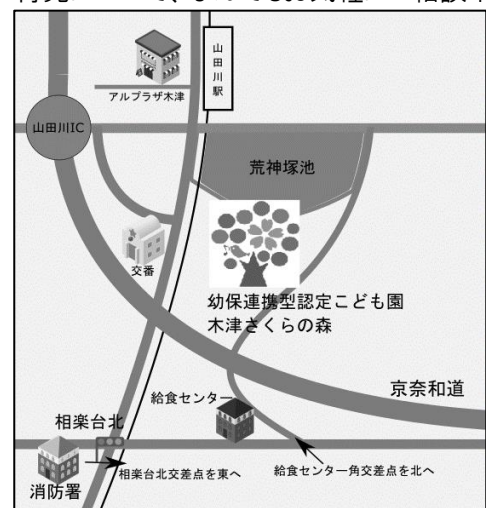 山田川駅
アルプラザ木津
山田川IC
荒神塚池
交番
幼保連携型認定こども園
木津さくらの森
京奈和道
給食センター
相楽台北
消防署
相楽台北交差点を東へ
給食センター角交差点を北へ